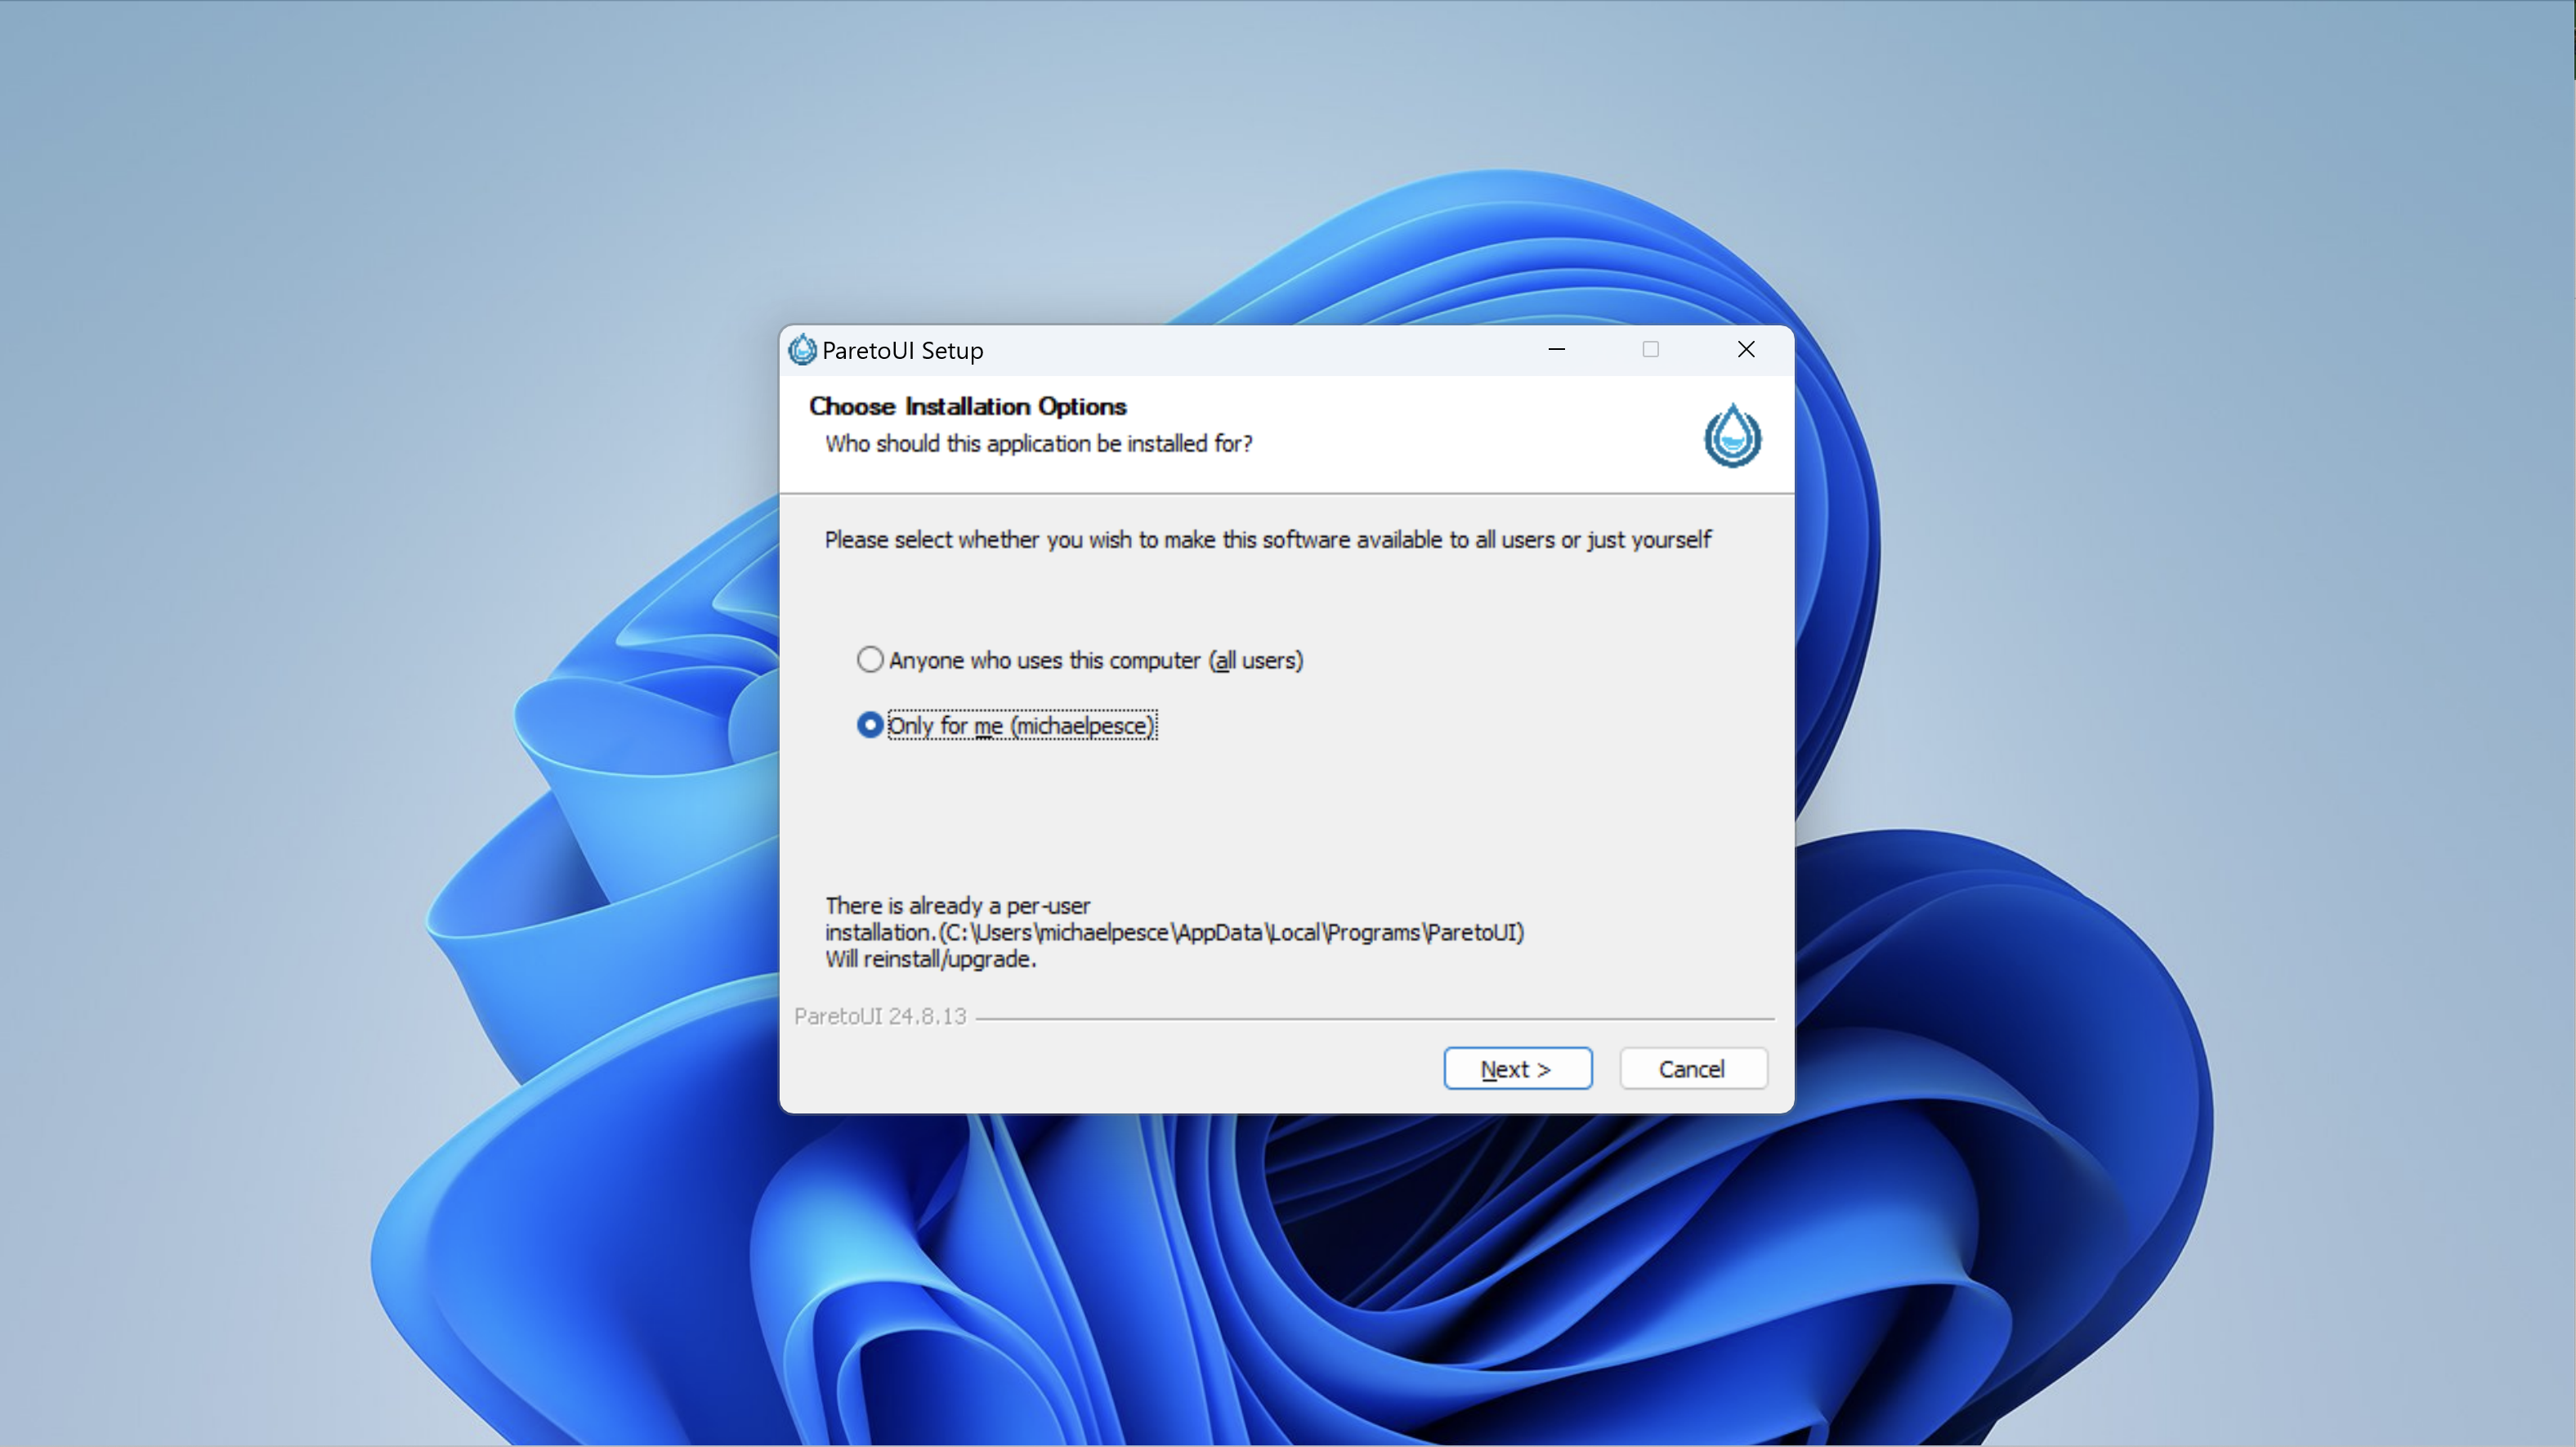 ParetoUI Setup
Choose Installation Options
Who should this application be installed for?
Please select whether you wish to make this software available to all users or just yourself
Anyone who uses this computer (all users)
Only for me (michaelpesce)
There is already a per-user
installation.(C:\Users\michaelpesce\AppData\Local\Programs\ParetoUI)
Will reinstall/upgrade.
ParetoUI 24.8.13
Next >
Cancel